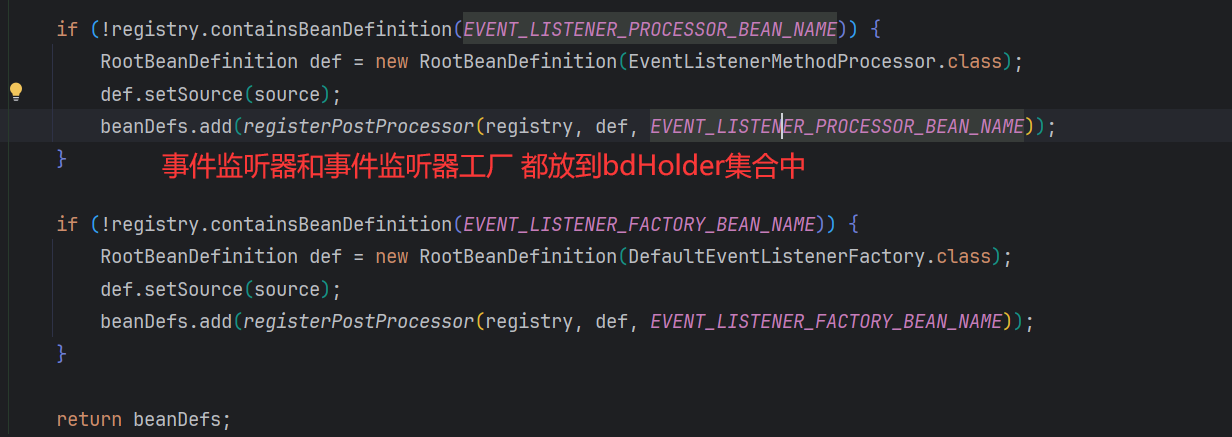 if (!registry.containsBeanDefinition(EVENT_LISTENER_PROCESSOR_BEAN_NAME)) {
RootBeanDefinition def = new RootBeanDefinition(EventListenerMethodProcessor.class);
def.setSource(source);
beanDefs.add(registerPostProcessor(registry, def, EVENT_LISTENER_PROCESSOR_BEAN_NAME));
}
事件监听器和事件监听器工厂 都放到bdHolder集合中
if (!registry.containsBeanDefinition(EVENT_LISTENER_FACTORY_BEAN_NAME)) {
RootBeanDefinition def = new RootBeanDefinition(DefaultEventListenerFactory.class);
def.setSource(source);
beanDefs.add(registerPostProcessor(registry, def, EVENT_LISTENER_FACTORY_BEAN_NAME));
}
return beanDefs;